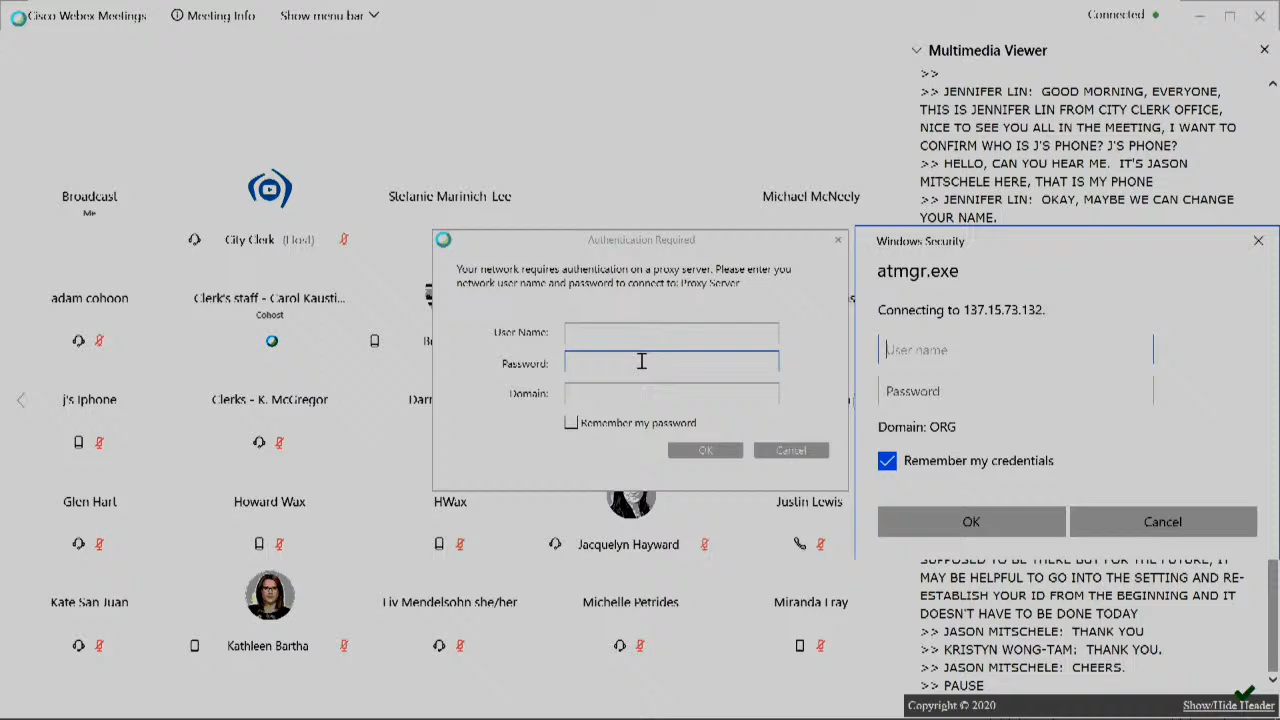 Cisco Webex Meetings
Meeting Info
Show menu bar
Connected
Multimedia Viewer
>>
>> JENNIFER LIN: GOOD MORNING, EVERYONE,
THIS IS JENNIFER LIN FROM CITY CLERK OFFICE,
NICE TO SEE YOU ALL IN THE MEETING, I WANT TO
CONFIRM WHO IS J'S PHONE? J'S PHONE?
>> HELLO, CAN YOU HEAR ME. IT'S JASON
MITSCHELE HERE, THAT IS MY PHONE
>> JENNIFER LIN: OKAY, MAYBE WE CAN CHANGE
YOUR NAME.
Broadcast
Me
City Clerk (Host)
Stefanie Marinich-Lee
Michael McNeely
adam cohoon
Clerk's staff - Carol Kausti...
Cohost
j's Iphone
Clerks - K. McGregor
Glen Hart
Howard Wax
HWax
Jacquelyn Hayward
Justin Lewis
Kate San Juan
Kathleen Bartha
Liv Mendelsohn she/her
Michelle Petrides
Authentication Required
Your network requires authentication on a proxy server. Please enter you
network user name and password to connect to: Proxy Server
User Name:
Password:
Domain:
Remember my password
OK
Cancel
Windows Security
atmgr.exe
Connecting to 137.15.73.132.
User name
Password
Domain: ORG
Remember my credentials
OK
Cancel
SUPPOSED TO BE THERE BUT FOR THE FUTURE, IT
MAY BE HELPFUL TO GO INTO THE SETTING AND RE-
ESTABLISH YOUR ID FROM THE BEGINNING AND IT
DOESN'T HAVE TO BE DONE TODAY
>> JASON MITSCHELE: THANK YOU
>> KRISTYN WONG-TAM: THANK YOU.
>> JASON MITSCHELE: CHEERS.
>> PAUSE
Copyright © 2020
Show/Hide Header